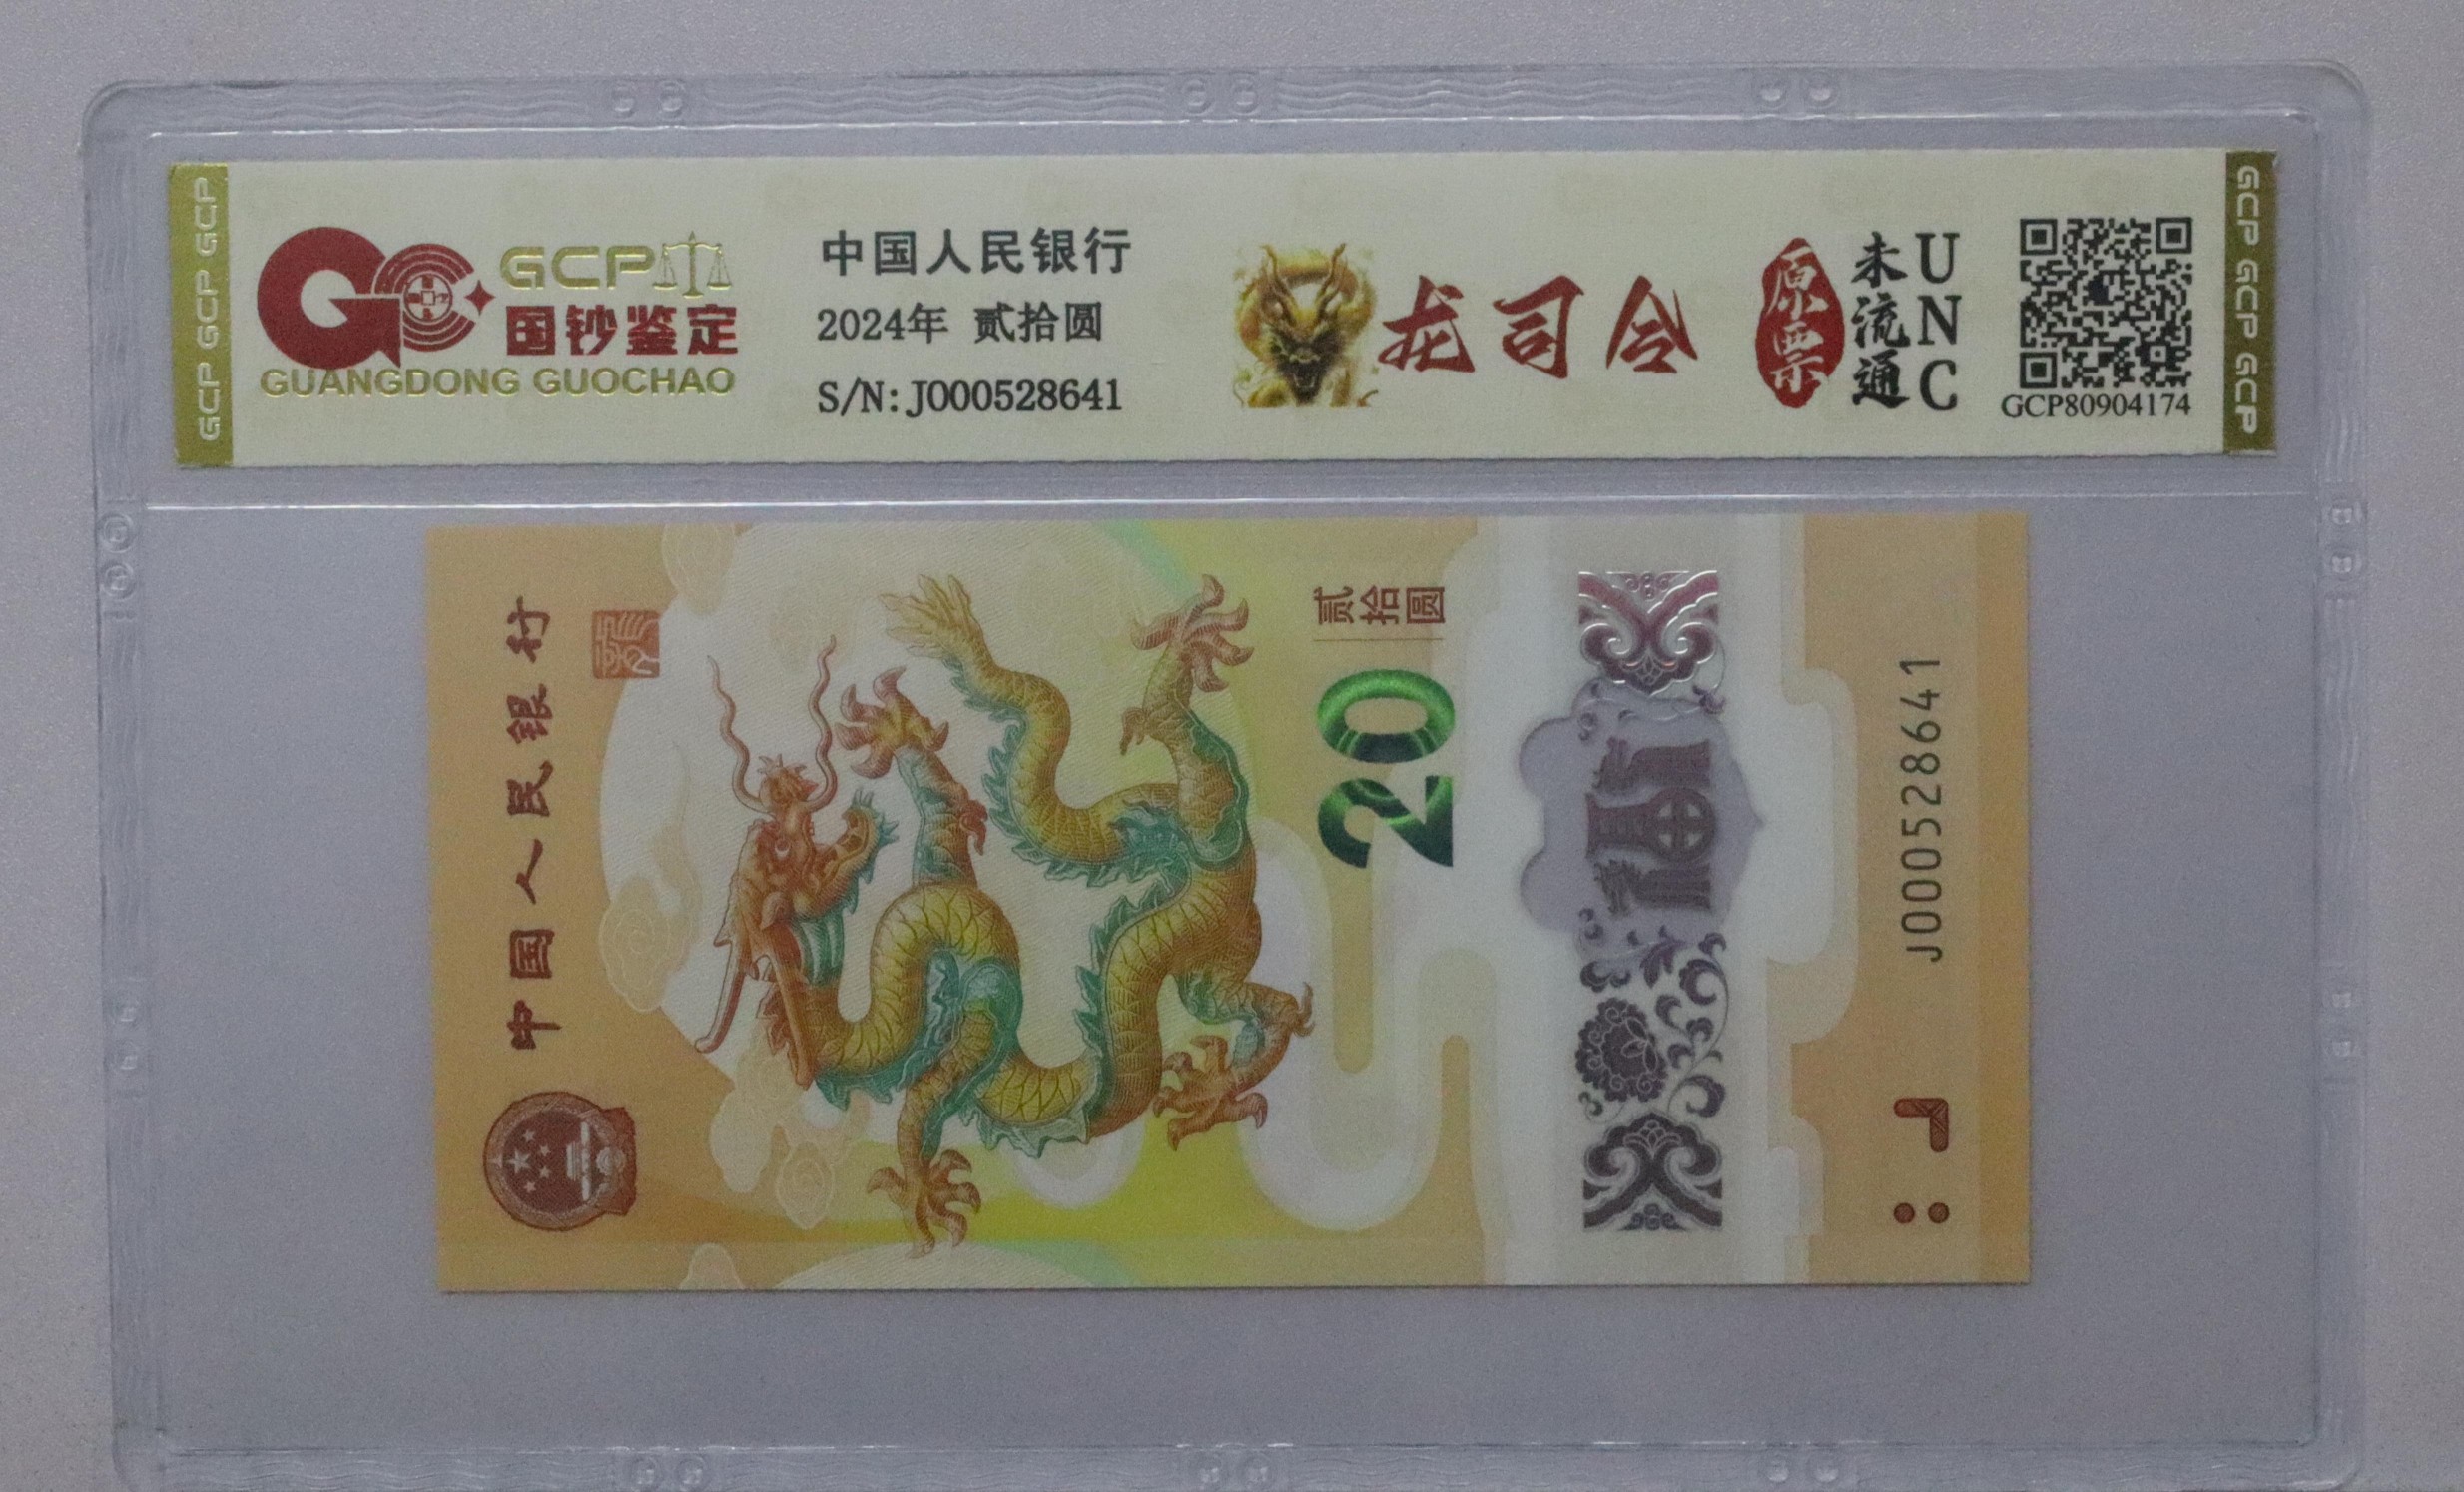 GCP GCP GCP
GCP
国钞鉴定
GUANGDONG GUOCHAO
中国人民银行
2024年 贰拾圆
S/N:J000528641
龙司令
原票
未流通
UNC
GCP80904174
GCP GCP GCP
中国人民银行
贰拾圆
20
J000528641